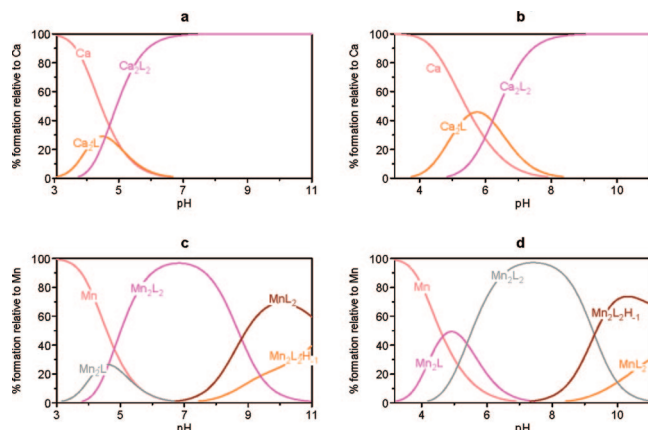 a
b
% formation relative to Ca
100
80
60
40
20
0
Ca
Ca₂L₂
Ca₂L
3 5 7 9 11
pH
% formation relative to Ca
100
80
60
40
20
0
Ca
Ca₂L₂
Ca₂L
4 6 8 10
pH
c
d
% formation relative to Mn
100
80
60
40
20
0
Mn
Mn₂L₂
MnL₂
Mn₂L
Mn₂L₂H₋₁
3 5 7 9 11
pH
% formation relative to Mn
100
80
60
40
20
0
Mn
Mn₂L₂
Mn₂L₂H₋₁
Mn₂L
MnL₂
4 6 8 10
pH